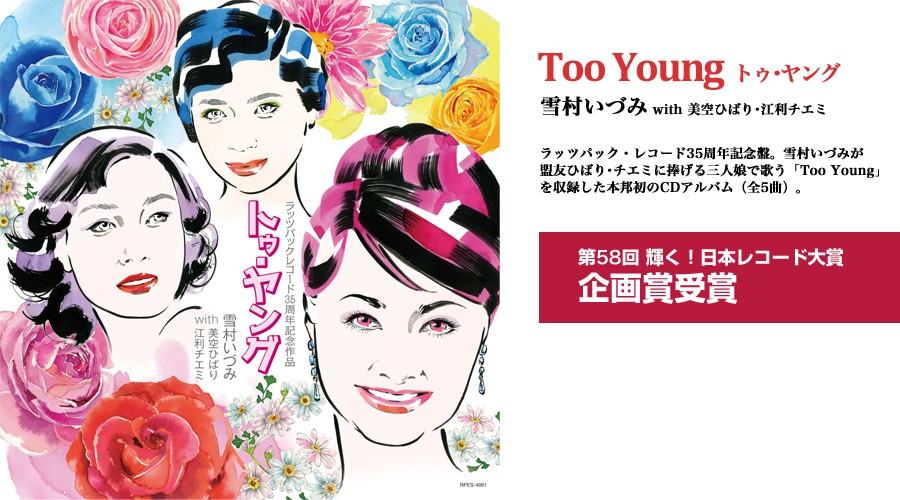 ラッツパックレコード35周年記念作品
トゥ・ヤング
雪村いづみ
with 美空ひばり
江利チエミ
RPES-4861
Too Young トゥ・ヤング
雪村いづみ with 美空ひばり・江利チエミ
ラッツパック・レコード35周年記念盤。雪村いづみが
盟友ひばり・チエミに捧げる三人娘で歌う「Too Young」
を収録した本邦初のCDアルバム（全5曲）。
第58回 輝く！日本レコード大賞
企画賞受賞